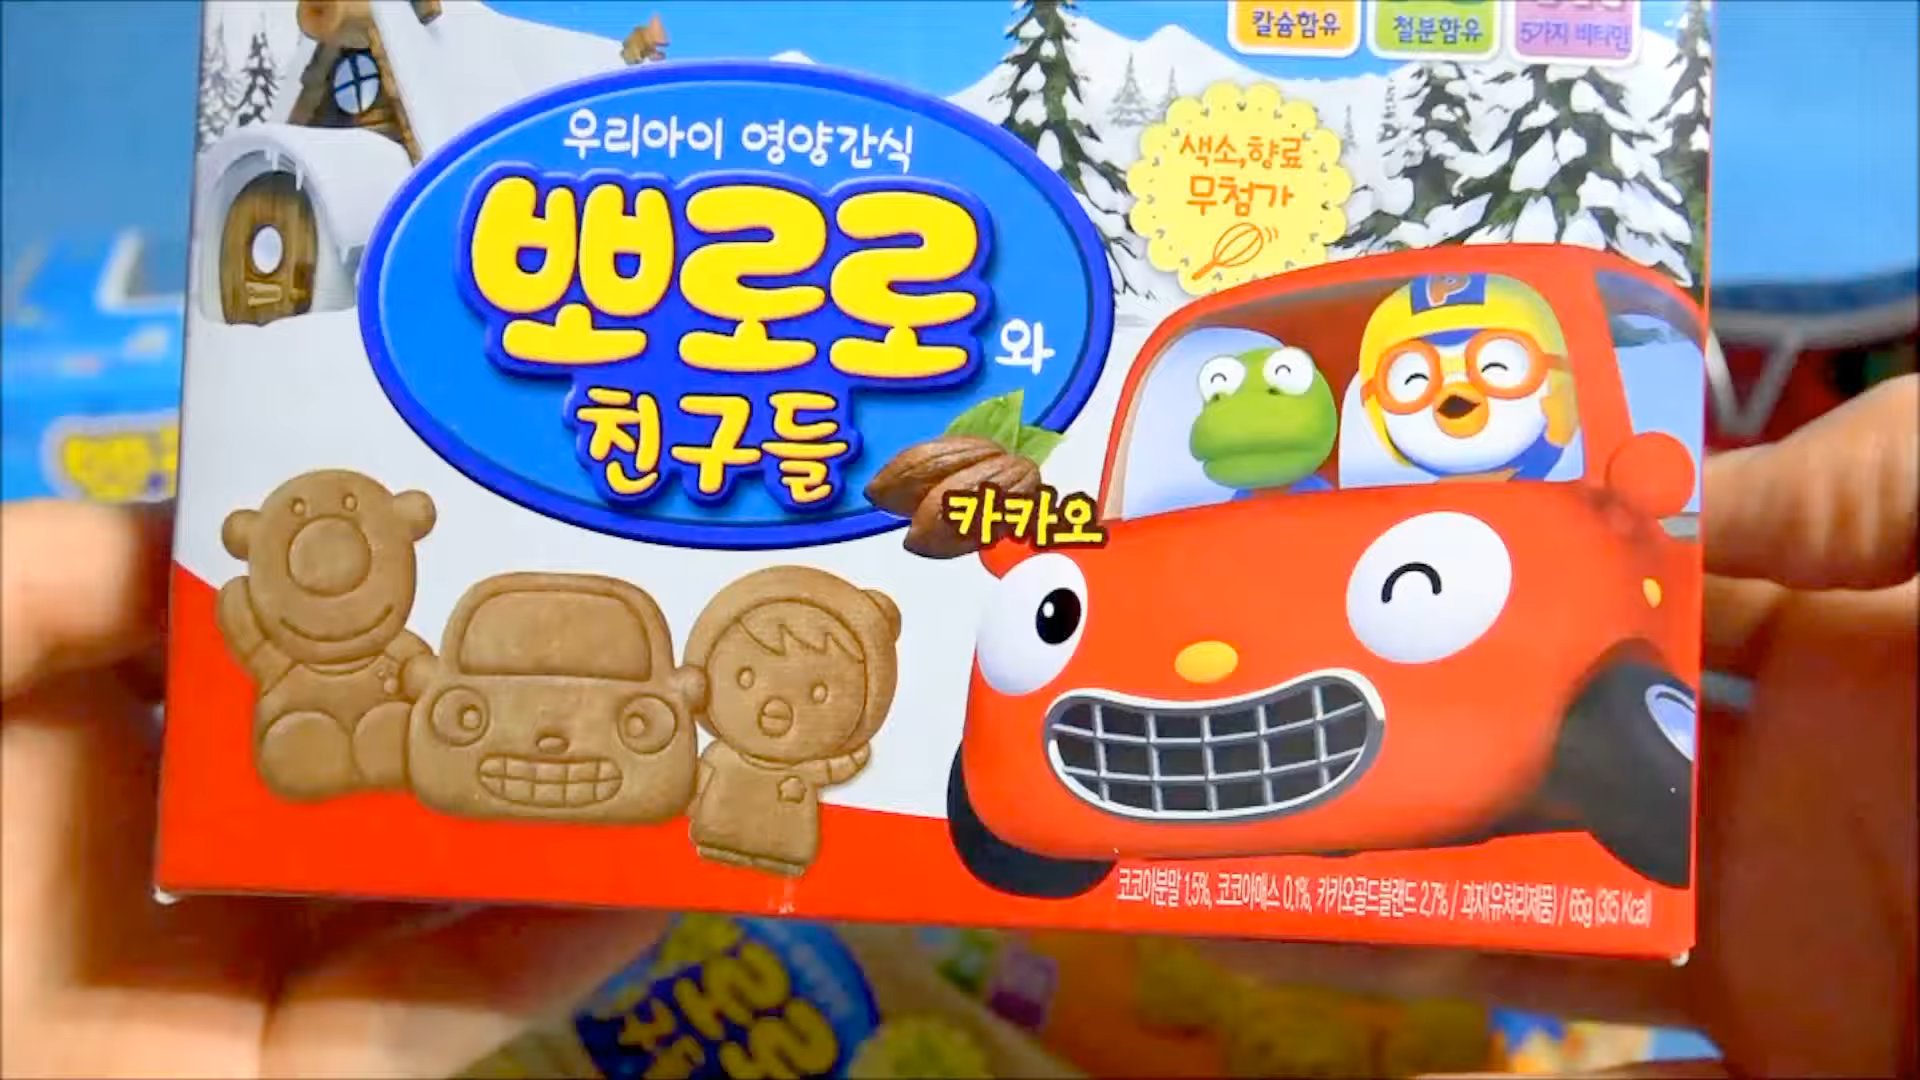 칼슘함유
철분함유
5가지 비타민
우리아이 영양간식
뽀로로와
친구들
카카오
색소,향료
무첨가
P
코코아분말 1.5%, 코코아매스 0.1%, 카카오골드블렌드 2.7% / 과자(유처리제품) / 65g (315 Kcal)